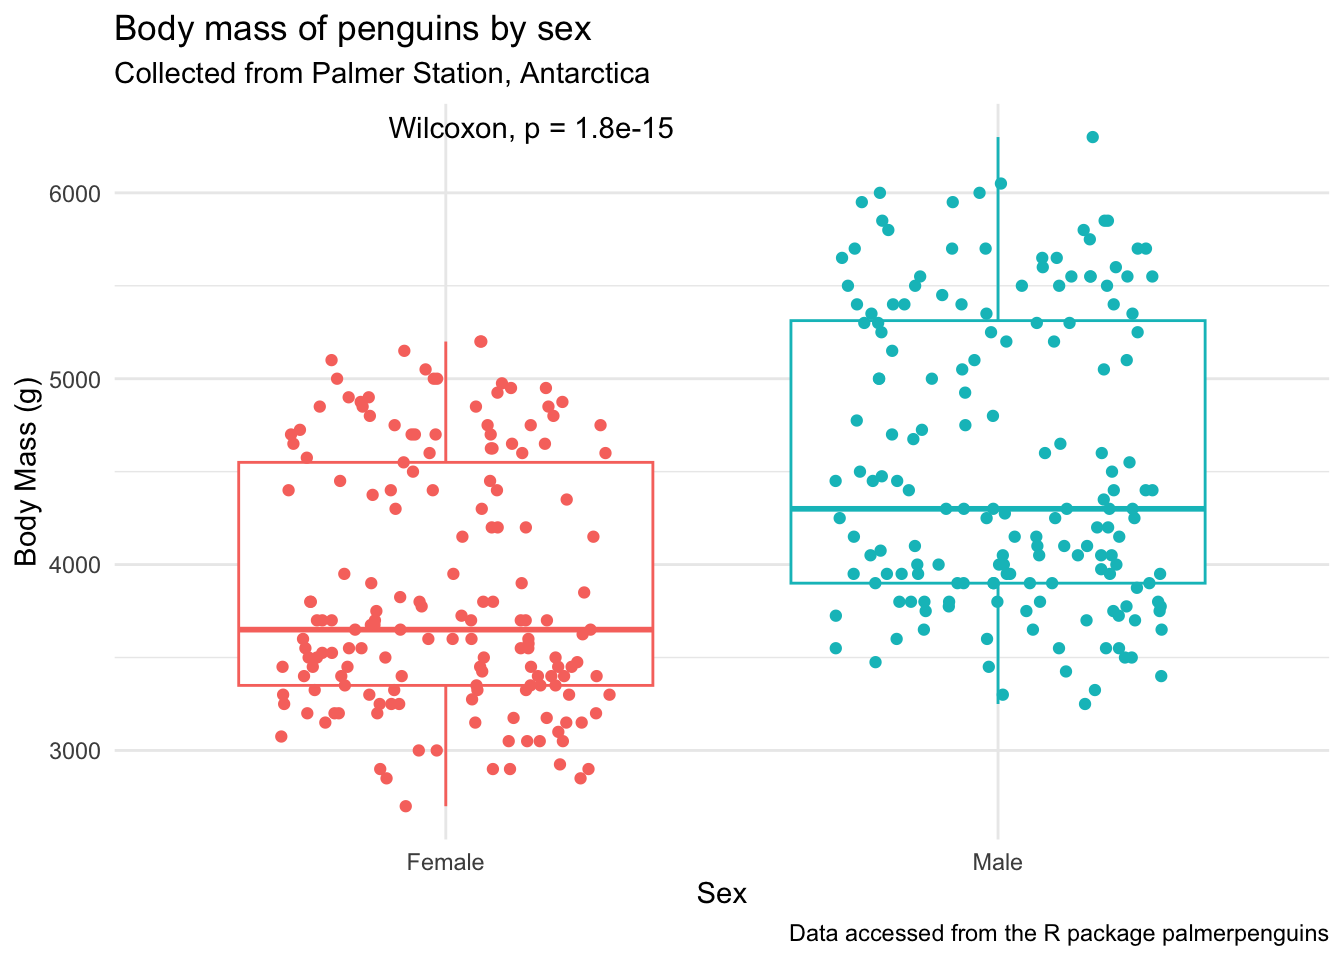 Body mass of penguins by sex
Collected from Palmer Station, Antarctica
Wilcoxon, p = 1.8e-15
6000
5000
4000
3000
Body Mass (g)
Female
Male
Sex
Data accessed from the R package palmerpenguins